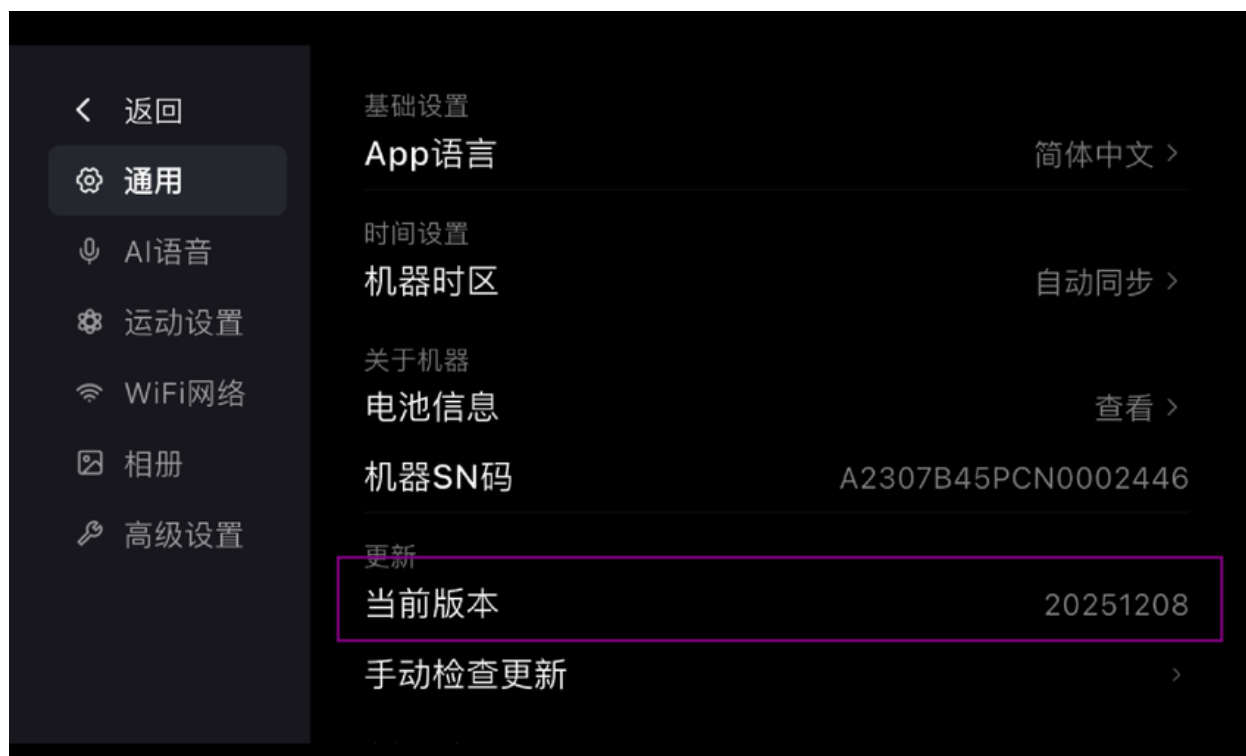 返回
通用
AI语音
运动设置
WiFi网络
相册
高级设置
基础设置
App语言 简体中文
时间设置
机器时区 自动同步
关于机器
电池信息 查看
机器SN码 A2307B45PCN0002446
更新
当前版本 20251208
手动检查更新